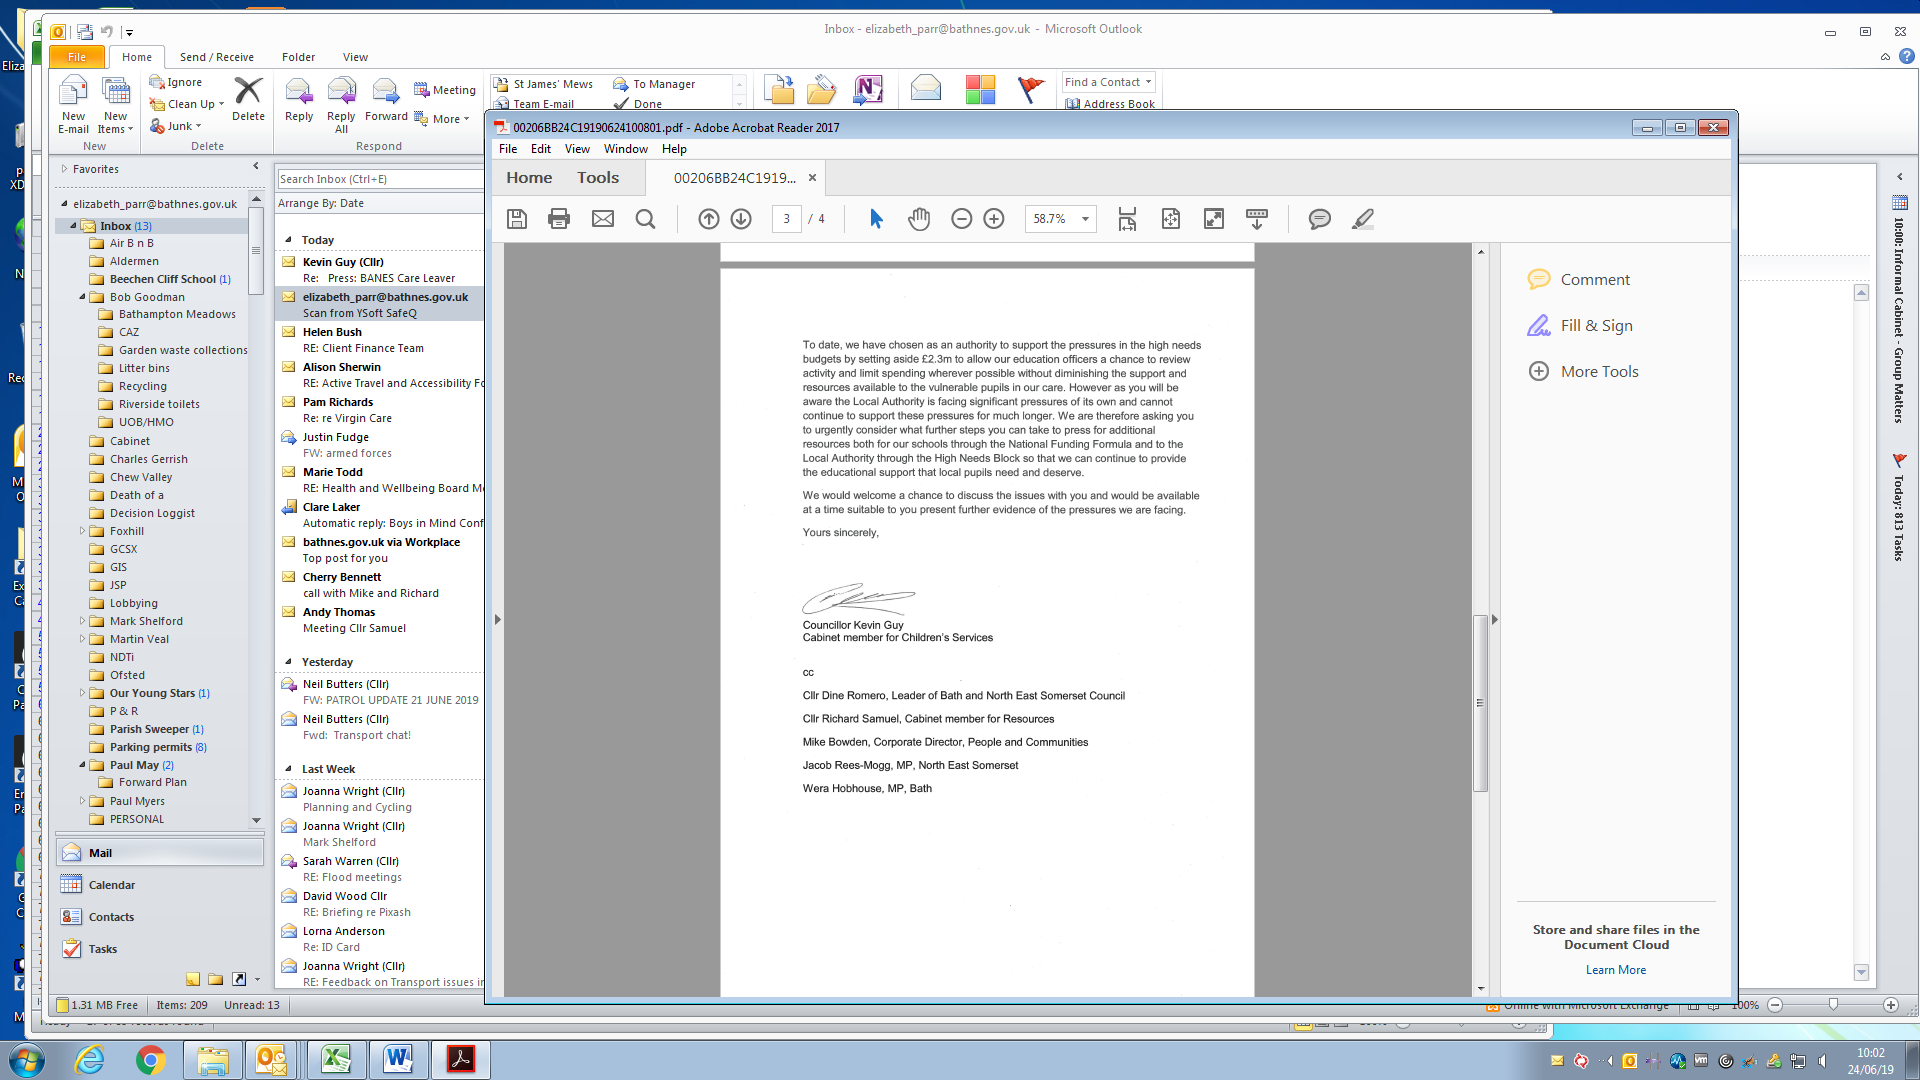 Inbox - elizabeth_parr@bathnes.gov.uk - Microsoft Outlook
File
Home
Send / Receive
Folder
View
New E-mail
New Items
New
Ignore
Clean Up
Junk
Delete
Delete
Reply
Reply All
Forward
Meeting
More
Respond
St James' Mews
Team E-mail
To Manager
Done
Find a Contact
Address Book
Favorites
elizabeth_parr@bathnes.gov.uk
Inbox (13)
Air B n B
Aldermen
Beechen Cliff School (1)
Bob Goodman
Bathampton Meadows
CAZ
Garden waste collections
Litter bins
Recycling
Riverside toilets
UOB/HMO
Cabinet
Charles Gerrish
Chew Valley
Death of a
Decision Loggist
Foxhill
GCSX
GIS
JSP
Lobbying
Mark Shelford
Martin Veal
NDTi
Ofsted
Our Young Stars (1)
P & R
Parish Sweeper (1)
Parking permits (8)
Paul May (2)
Forward Plan
Paul Myers
PERSONAL
Mail
Calendar
Contacts
Tasks
1.31 MB Free
Items: 209
Unread: 13
Search Inbox (Ctrl+E)
Arrange By: Date
Today
Kevin Guy (Cllr)
Re: Press: BANES Care Leaver
elizabeth_parr@bathnes.gov.uk
Scan from YSoft SafeQ
Helen Bush
RE: Client Finance Team
Alison Sherwin
RE: Active Travel and Accessibility Fo
Pam Richards
Re: re Virgin Care
Justin Fudge
FW: armed forces
Marie Todd
RE: Health and Wellbeing Board Me
Clare Laker
Automatic reply: Boys in Mind Conf
bathnes.gov.uk via Workplace
Top post for you
Cherry Bennett
call with Mike and Richard
Andy Thomas
Meeting Cllr Samuel
Yesterday
Neil Butters (Cllr)
FW: PATROL UPDATE 21 JUNE 2019
Neil Butters (Cllr)
Fwd: Transport chat!
Last Week
Joanna Wright (Cllr)
Planning and Cycling
Joanna Wright (Cllr)
Mark Shelford
Sarah Warren (Cllr)
RE: Flood meetings
David Wood Cllr
RE: Briefing re Pixash
Lorna Anderson
Re: ID Card
Joanna Wright (Cllr)
RE: Feedback on Transport issues in
00206BB24C19190624100801.pdf - Adobe Acrobat Reader 2017
File Edit View Window Help
Home
Tools
00206BB24C1919...
3 / 4
58.7%
To date, we have chosen as an authority to support the pressures in the high needs
budgets by setting aside £2.3m to allow our education officers a chance to review
activity and limit spending wherever possible without diminishing the support and
resources available to the vulnerable pupils in our care. However as you will be
aware the Local Authority is facing significant pressures of its own and cannot
continue to support these pressures for much longer. We are therefore asking you
to urgently consider what further steps you can take to press for additional
resources both for our schools through the National Funding Formula and to the
Local Authority through the High Needs Block so that we can continue to provide
the educational support that local pupils need and deserve.
We would welcome a chance to discuss the issues with you and would be available
at a time suitable to you present further evidence of the pressures we are facing.
Yours sincerely,
Councillor Kevin Guy
Cabinet member for Children's Services
cc
Cllr Dine Romero, Leader of Bath and North East Somerset Council
Cllr Richard Samuel, Cabinet member for Resources
Mike Bowden, Corporate Director, People and Communities
Jacob Rees-Mogg, MP, North East Somerset
Wera Hobhouse, MP, Bath
Comment
Fill & Sign
More Tools
Store and share files in the
Document Cloud
Learn More
10:00: Informal Cabinet - Group Matters
Today: 813 Tasks
Online with Microsoft Exchange
100%
10:02
24/06/19